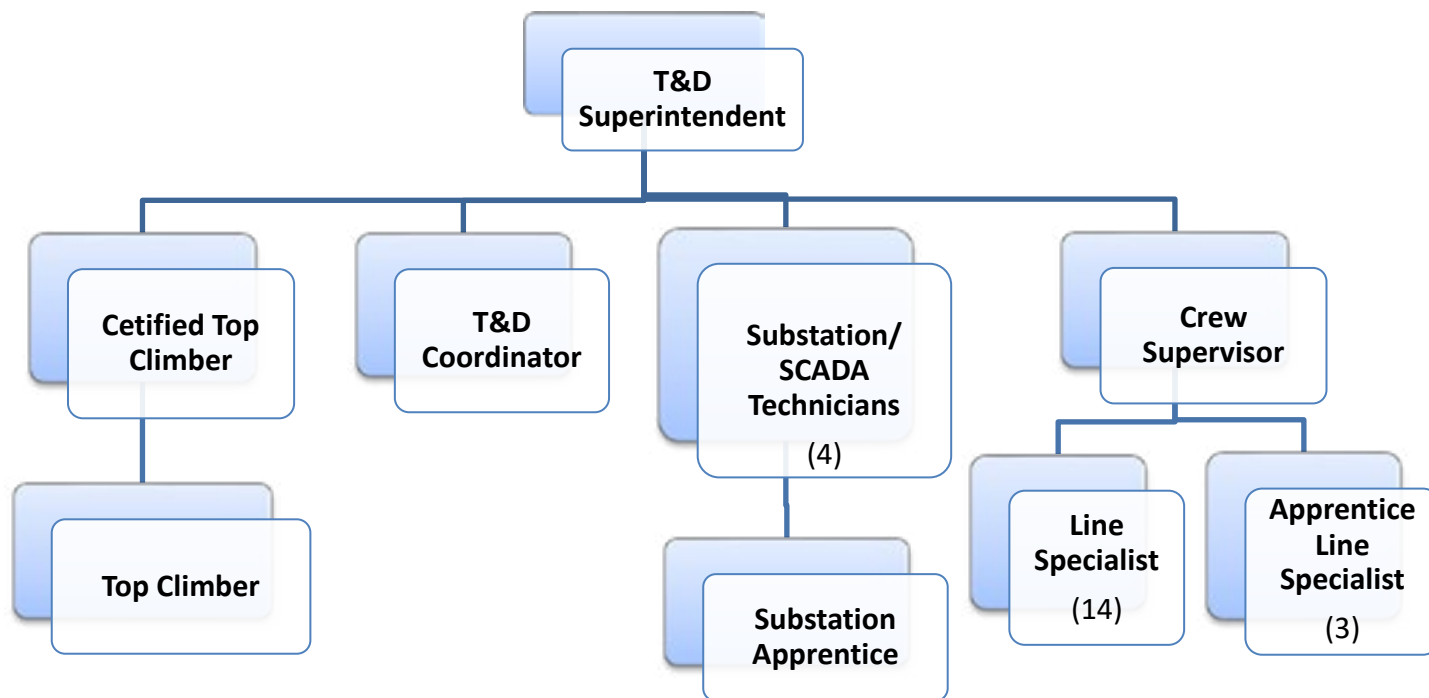 T&D
Superintendent
Cetified Top
Climber
T&D
Coordinator
Substation/
SCADA
Technicians
(4)
Crew
Supervisor
Top Climber
Substation
Apprentice
Line
Specialist
(14)
Apprentice
Line
Specialist
(3)